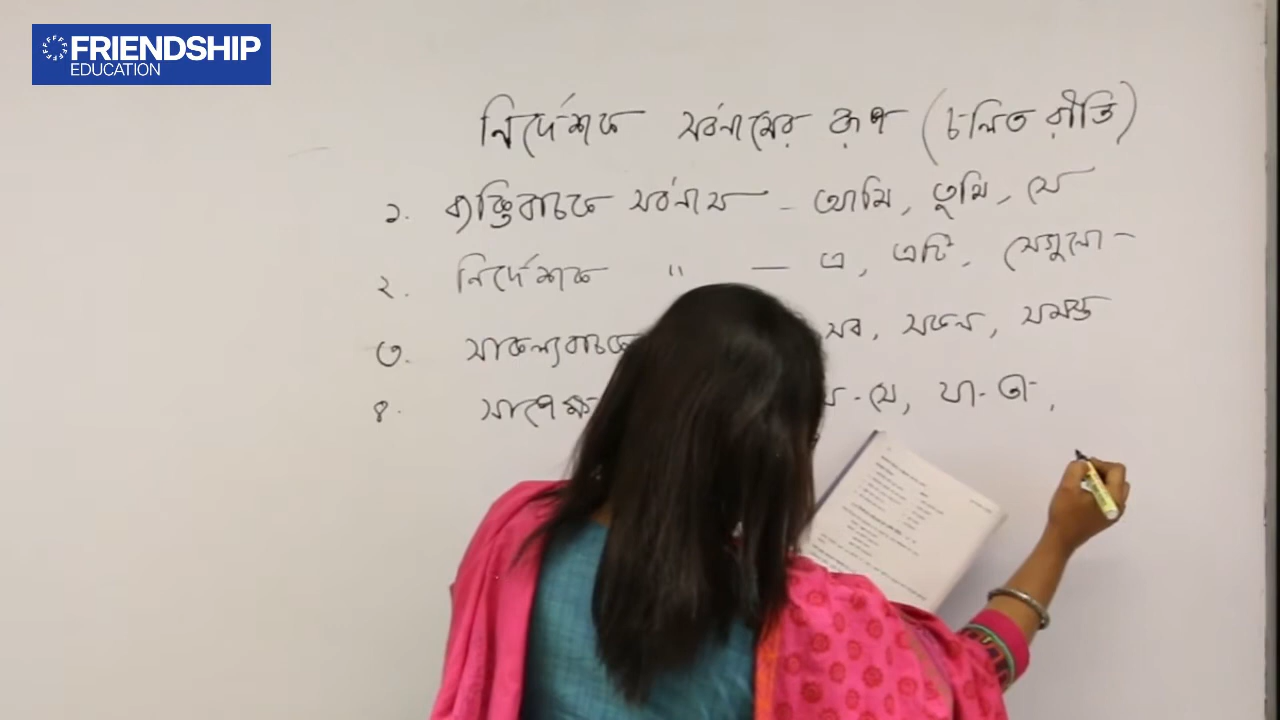 FRIENDSHIP
EDUCATION
নির্দেশক সর্বনামের রূপ (চলিত রীতি)
১. ব্যক্তিবাচক সর্বনাম - আমি, তুমি, সে
২. নির্দেশক " — এ, এটি, সেগুলো -
৩. সাকল্যবাচক সব, সকল, সমস্ত
৪. সাপেক্ষ - সে, যা - তা,